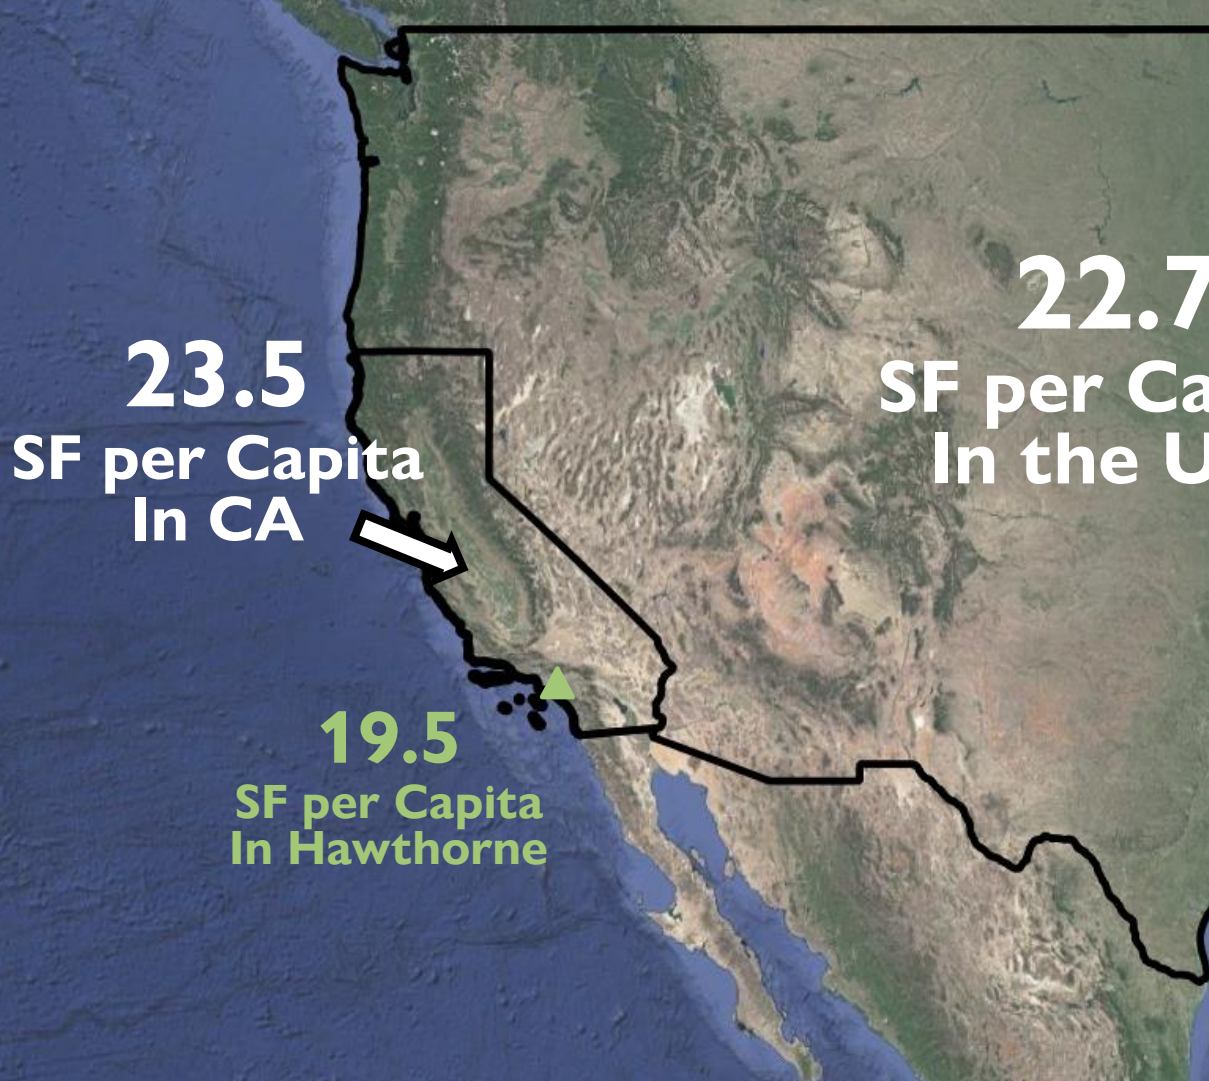 23.5
SF per Capita
In CA
22.7
SF per Ca
In the U
19.5
SF per Capita
In Hawthorne